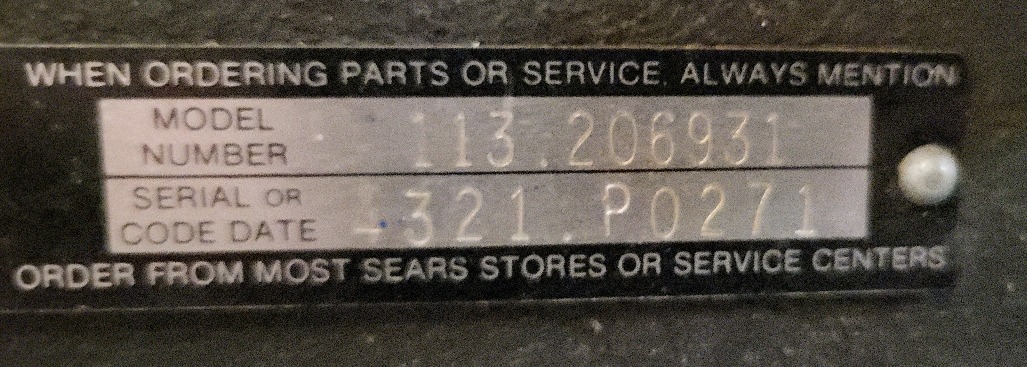 WHEN ORDERING PARTS OR SERVICE. ALWAYS MENTION
MODEL NUMBER 113.206931
SERIAL OR CODE DATE 4321.P0271
ORDER FROM MOST SEARS STORES OR SERVICE CENTERS